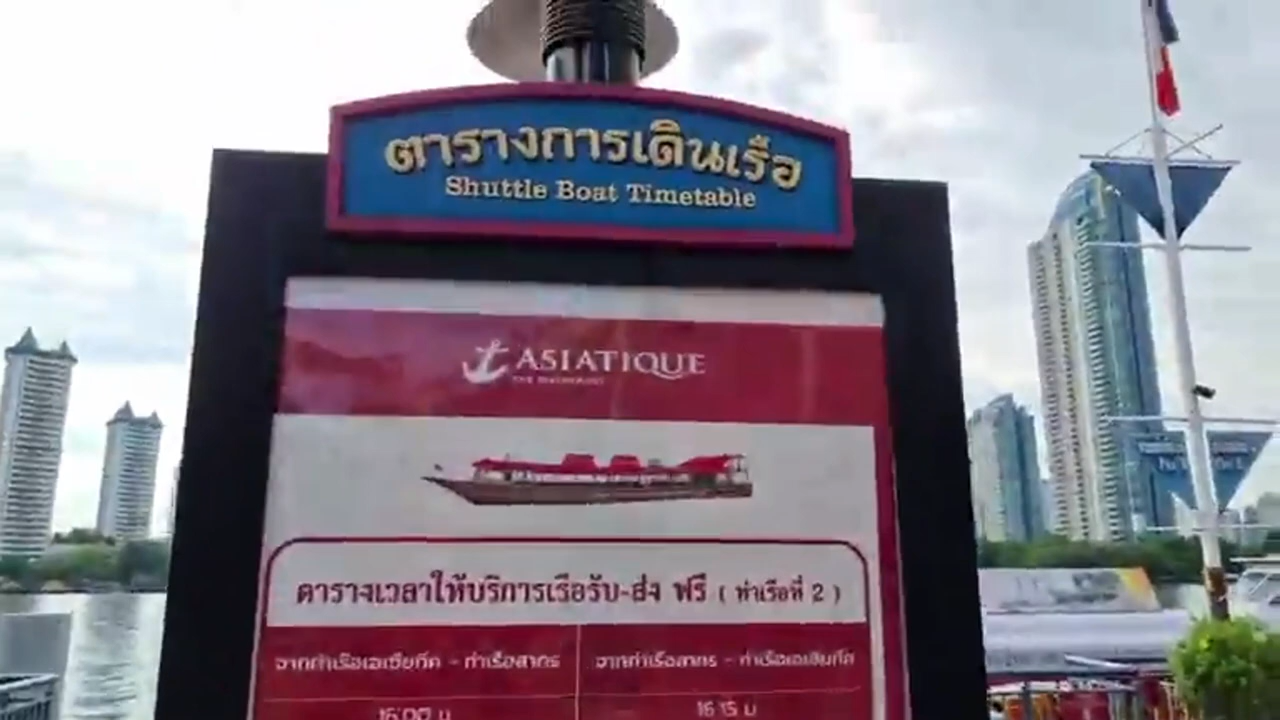 ตารางการเดินเรือ
Shuttle Boat Timetable
ASIATIQUE
THE RIVERFRONT
ตารางเวลาให้บริการเรือรับ-ส่ง ฟรี ( ท่าเรือที่ 2 )
จากท่าเรือเอเชียทีค - ท่าเรือสาทร
จากท่าเรือสาทร - ท่าเรือเอเชียทีค
16:00 น
16:15 น